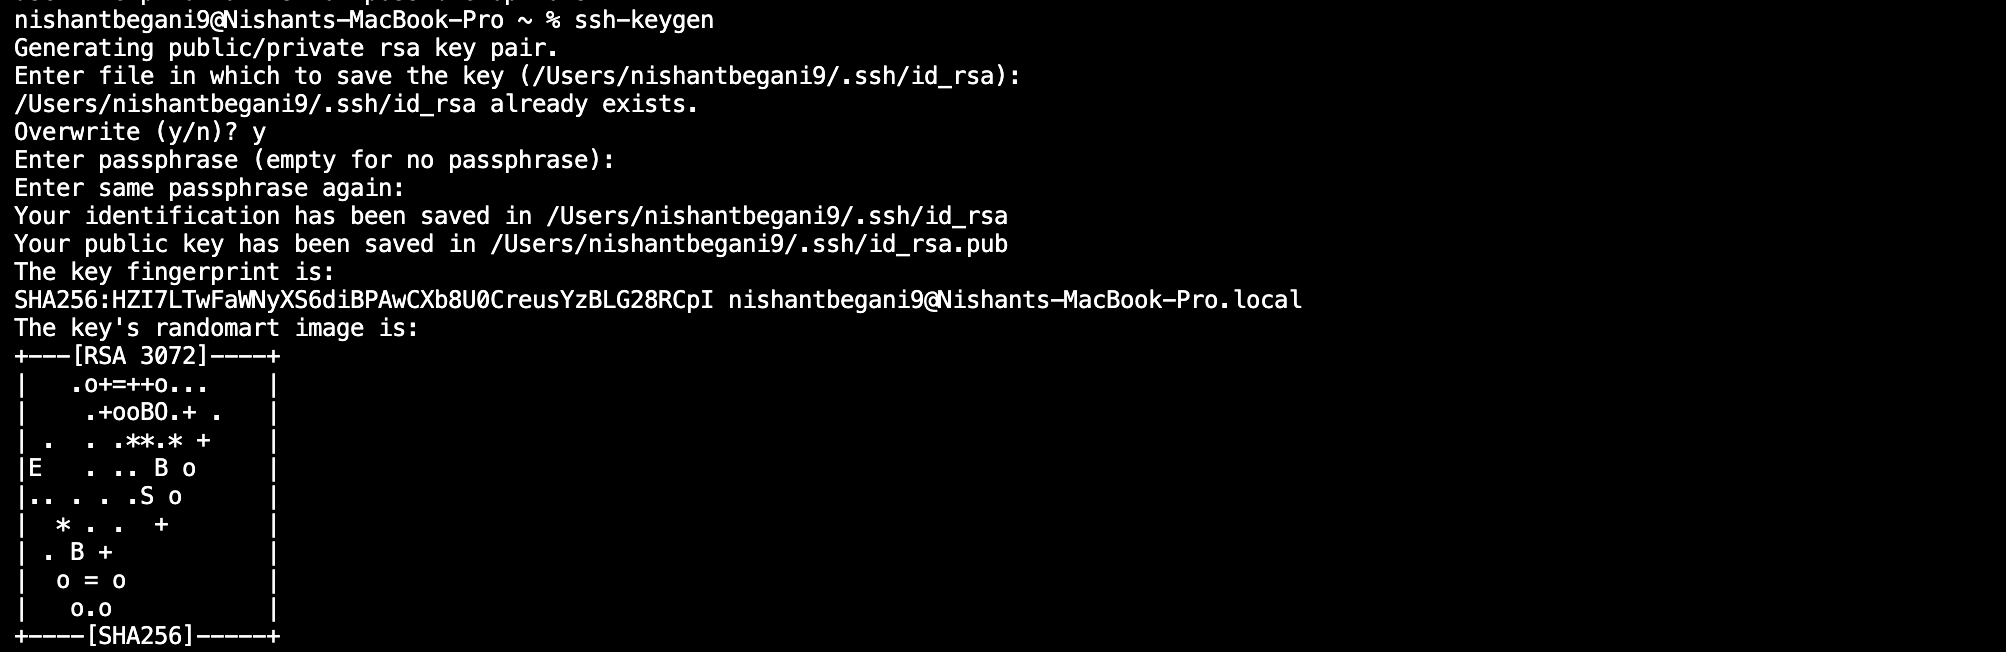 nishantbegani9@Nishants-MacBook-Pro ~ % ssh-keygen
Generating public/private rsa key pair.
Enter file in which to save the key (/Users/nishantbegani9/.ssh/id_rsa):
/Users/nishantbegani9/.ssh/id_rsa already exists.
Overwrite (y/n)? y
Enter passphrase (empty for no passphrase):
Enter same passphrase again:
Your identification has been saved in /Users/nishantbegani9/.ssh/id_rsa
Your public key has been saved in /Users/nishantbegani9/.ssh/id_rsa.pub
The key fingerprint is:
SHA256:HZI7LTwFaWNyXS6diBPAwCXb8U0CreusYzBLG28RCpI nishantbegani9@Nishants-MacBook-Pro.local
The key's randomart image is:
+---[RSA 3072]----+
|   .o+=++o...    |
|    .+ooBO.+ .   |
| .  . .**.* +    |
|E   . .. B o     |
|.. . . .S o      |
|  * . .  +       |
| . B +           |
|  o = o          |
|   o.o           |
+----[SHA256]-----+